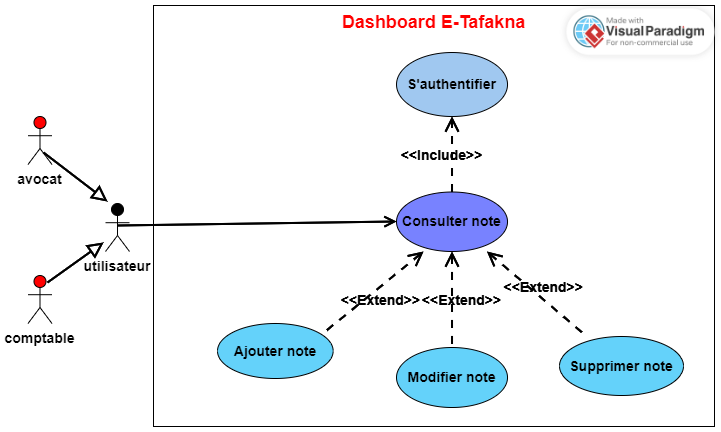 Dashboard E-Tafakna
Made with
Visual Paradigm
For non-commercial use
S'authentifier
<<Include>>
avocat
Consulter note
utilisateur
<<Extend>>
<<Extend>>
<<Extend>>
comptable
Ajouter note
Modifier note
Supprimer note